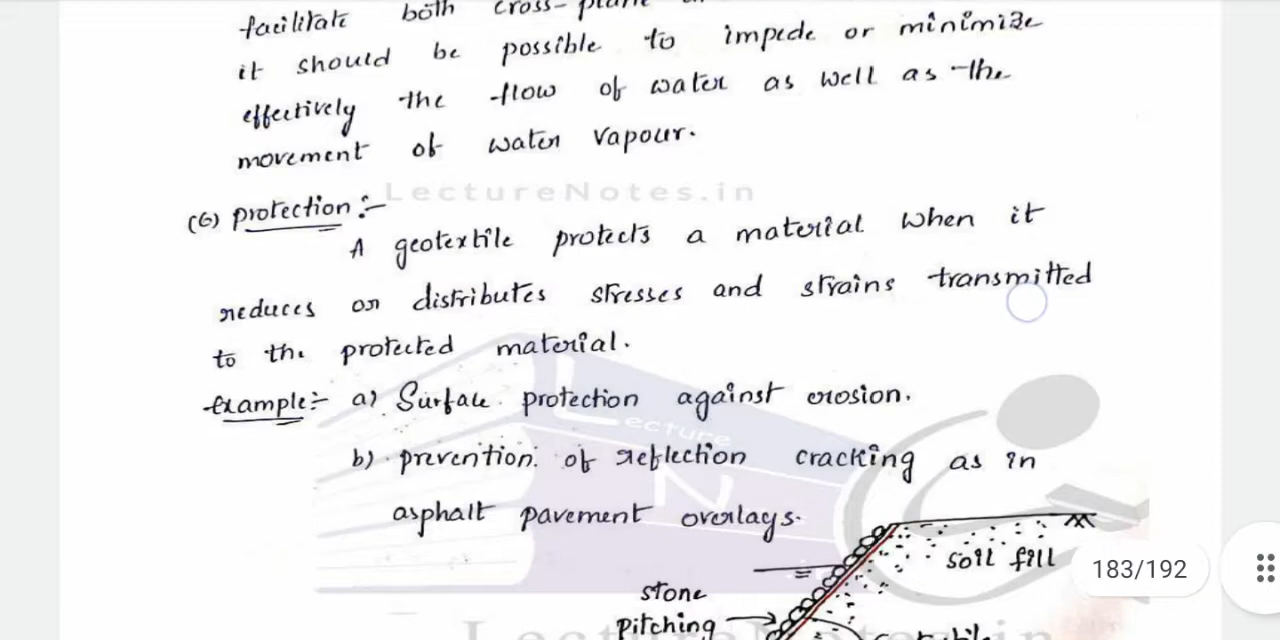 facilitate both cross-plane
it should be possible to impede or minimize
effectively the flow of water as well as the
movement of water vapour.
LectureNotes.in
(6) protection :-
A geotextile protects a material when it
reduces or distributes stresses and strains transmitted
to the protected material.
Example:- a) Surface protection against erosion.
ecture
b) prevention of reflection cracking as in
N
asphalt pavement overlays.
soil fill
183/192
stone
pitching